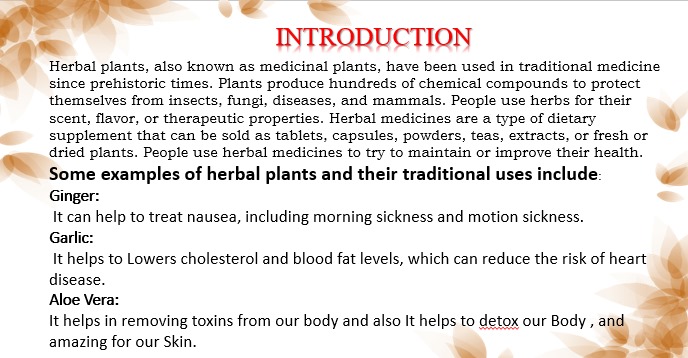 INTRODUCTION
Herbal plants, also known as medicinal plants, have been used in traditional medicine
since prehistoric times. Plants produce hundreds of chemical compounds to protect
themselves from insects, fungi, diseases, and mammals. People use herbs for their
scent, flavor, or therapeutic properties. Herbal medicines are a type of dietary
supplement that can be sold as tablets, capsules, powders, teas, extracts, or fresh or
dried plants. People use herbal medicines to try to maintain or improve their health.
Some examples of herbal plants and their traditional uses include:
Ginger:
It can help to treat nausea, including morning sickness and motion sickness.
Garlic:
It helps to Lowers cholesterol and blood fat levels, which can reduce the risk of heart
disease.
Aloe Vera:
It helps in removing toxins from our body and also It helps to detox our Body , and
amazing for our Skin.